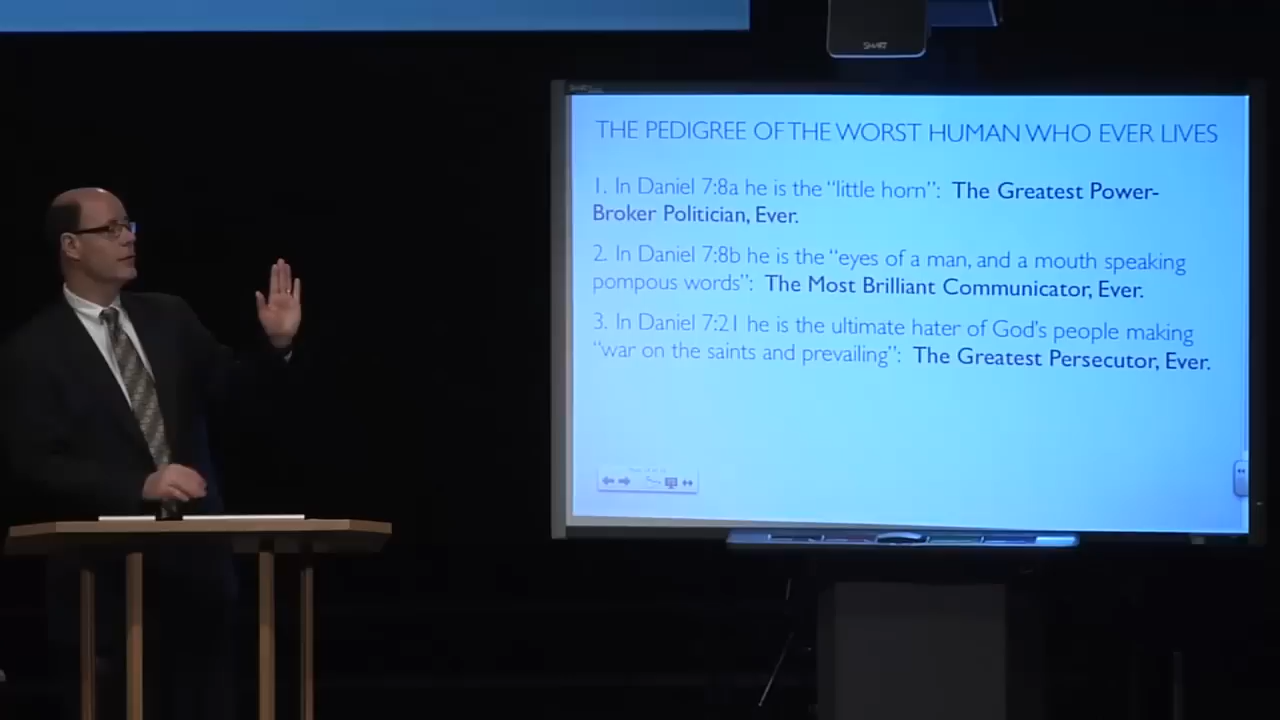 SMART
SMART
THE PEDIGREE OF THE WORST HUMAN WHO EVER LIVES
1. In Daniel 7:8a he is the “little horn”: The Greatest Power-
Broker Politician, Ever.
2. In Daniel 7:8b he is the “eyes of a man, and a mouth speaking
pompous words”: The Most Brilliant Communicator, Ever.
3. In Daniel 7:21 he is the ultimate hater of God’s people making
“war on the saints and prevailing”: The Greatest Persecutor, Ever.